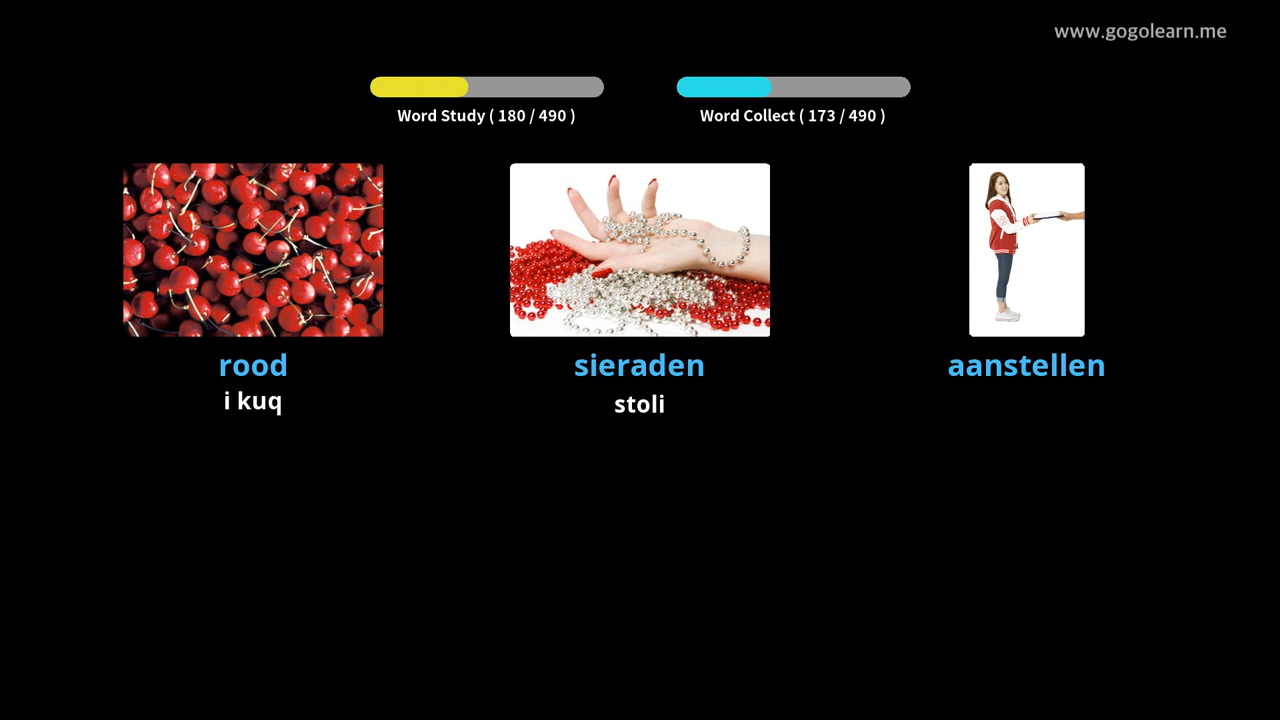 www.gogolearn.me
Word Study ( 180 / 490 )
Word Collect ( 173 / 490 )
rood
sieraden
aanstellen
i kuq
stoli